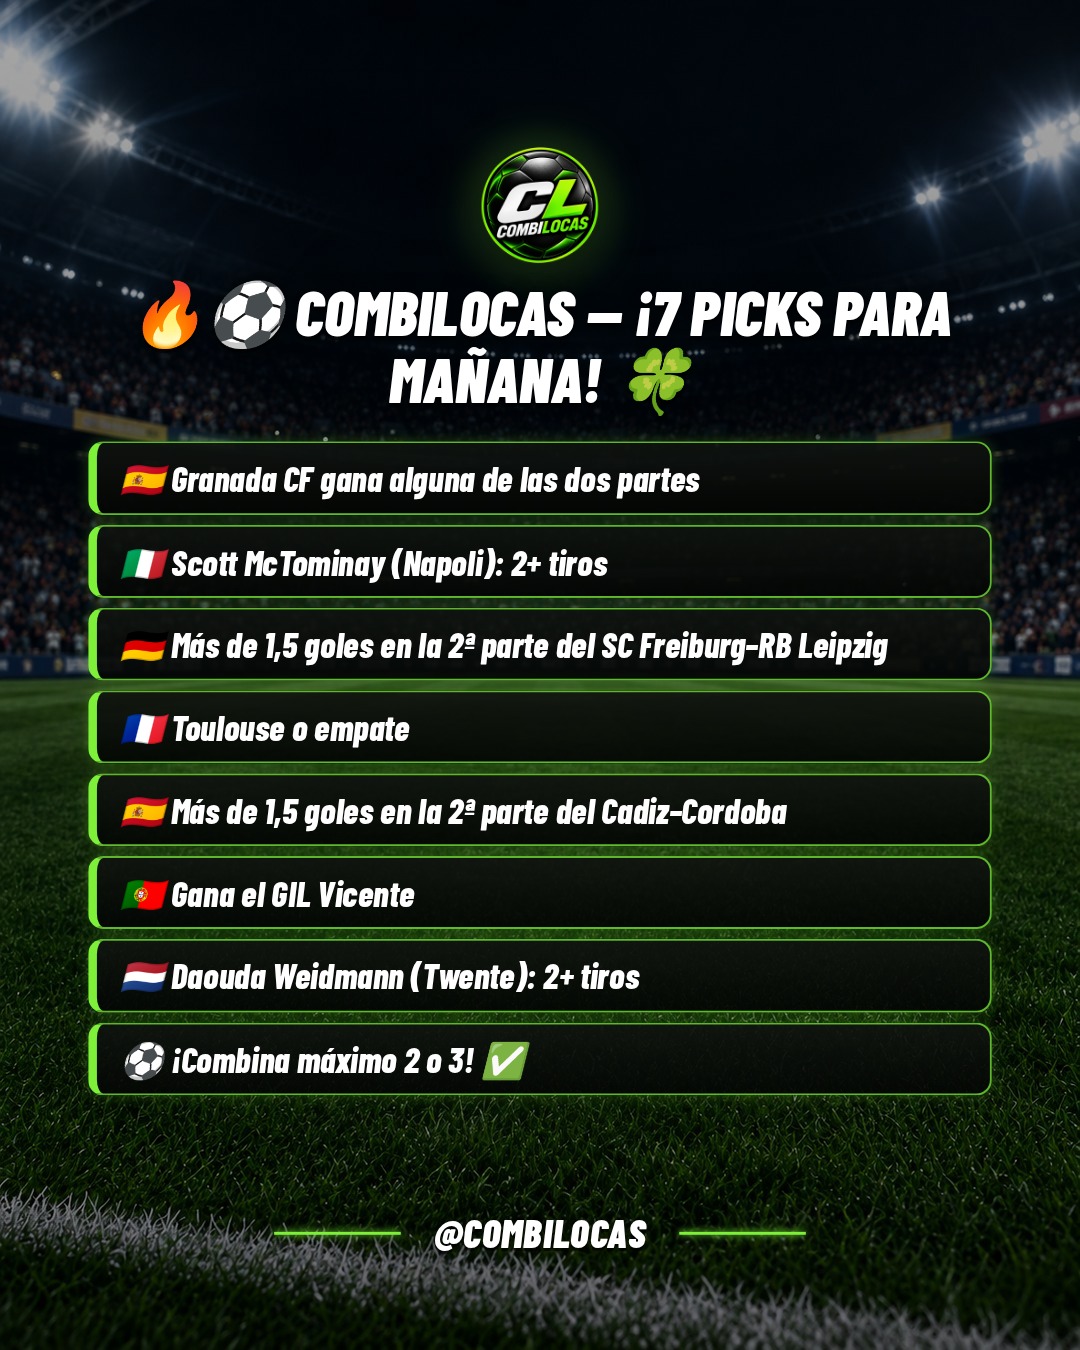 CL
COMBILOCAS
🔥⚽ COMBILOCAS – ¡7 PICKS PARA
MAÑANA! 🍀
🇪🇸 Granada CF gana alguna de las dos partes
🇮🇹 Scott McTominay (Napoli): 2+ tiros
🇩🇪 Más de 1,5 goles en la 2ª parte del SC Freiburg-RB Leipzig
🇫🇷 Toulouse o empate
🇪🇸 Más de 1,5 goles en la 2ª parte del Cadiz-Cordoba
🇵🇹 Gana el GIL Vicente
🇳🇱 Daouda Weidmann (Twente): 2+ tiros
⚽ ¡Combina máximo 2 o 3! ✅
@COMBILOCAS